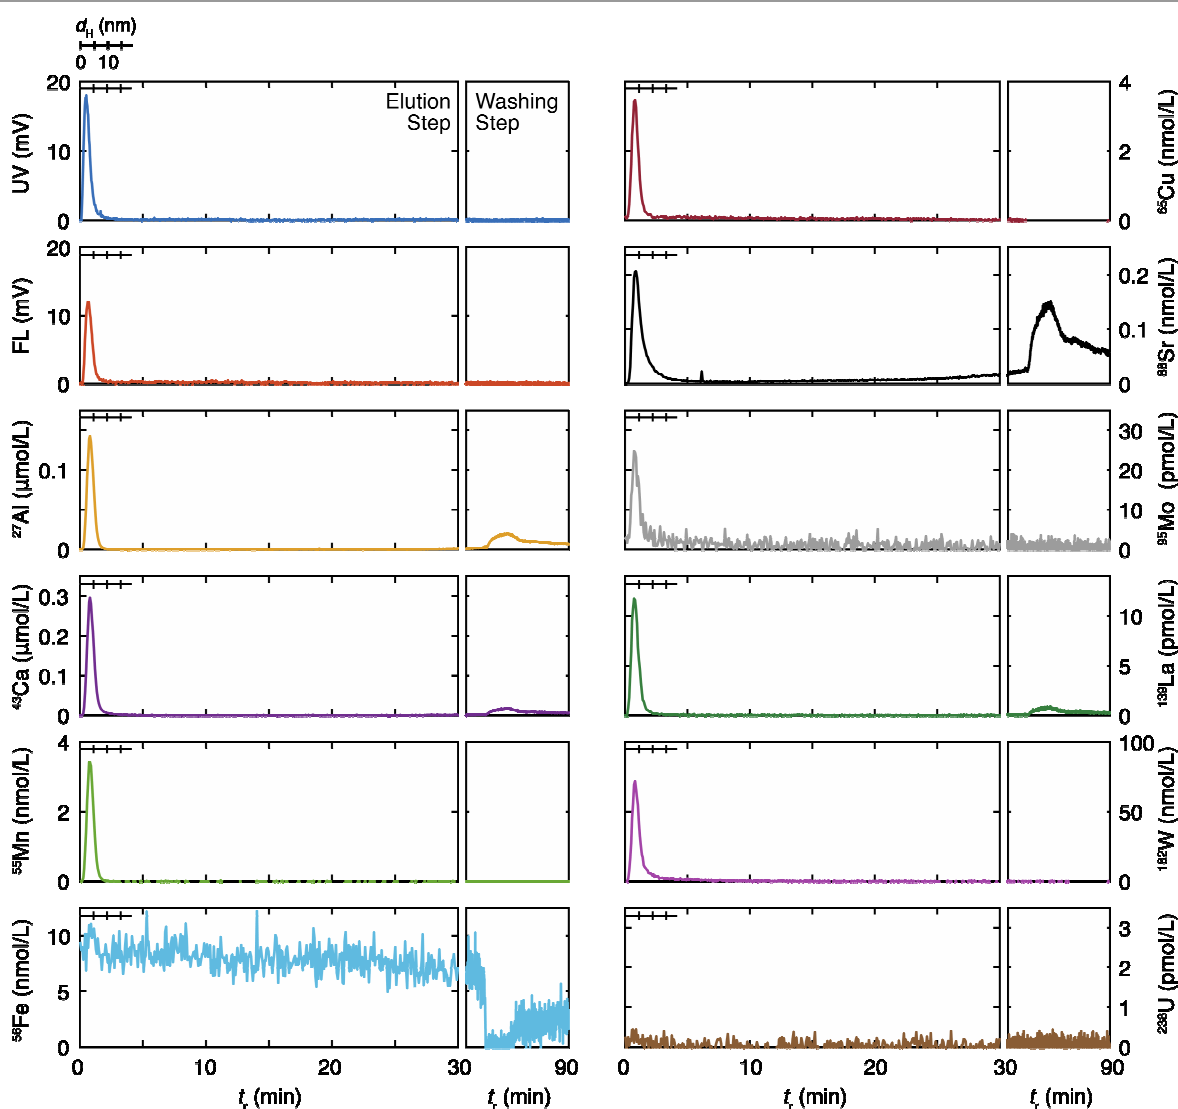 d_H (nm)
0 10
20
10
0
UV (mV)
Elution
Step
Washing
Step
4
2
0
⁶⁵Cu (nmol/L)
20
10
0
FL (mV)
0.2
0.1
0
⁸⁸Sr (nmol/L)
0.1
0
²⁷Al (μmol/L)
30
20
10
0
⁹⁵Mo (pmol/L)
0.3
0.2
0.1
0
⁴³Ca (μmol/L)
10
5
0
¹³⁹La (pmol/L)
4
2
0
⁵⁵Mn (nmol/L)
100
50
0
¹⁸²W (nmol/L)
10
5
0
⁵⁶Fe (nmol/L)
3
2
1
0
²³⁸U (pmol/L)
0 10 20 30 90
0 10 20 30 90
t_r (min) t_r (min)
t_r (min) t_r (min)